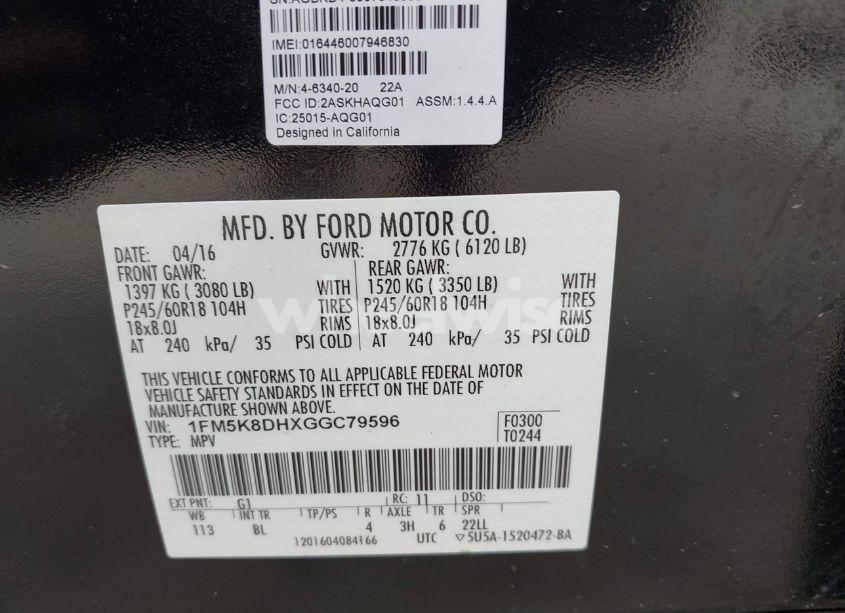 IMEI:016446007946830
M/N:4-6340-20 22A
FCC ID:2ASKHAQG01 ASSM:1.4.4.A
IC:25015-AQG01
Designed in California
MFD. BY FORD MOTOR CO.
DATE: 04/16 GVWR: 2776 KG ( 6120 LB)
FRONT GAWR: REAR GAWR:
1397 KG ( 3080 LB) WITH 1520 KG ( 3350 LB) WITH
P245/60R18 104H TIRES P245/60R18 104H TIRES
18x8.0J RIMS 18x8.0J RIMS
AT 240 kPa/ 35 PSI COLD AT 240 kPa/ 35 PSI COLD
THIS VEHICLE CONFORMS TO ALL APPLICABLE FEDERAL MOTOR
VEHICLE SAFETY STANDARDS IN EFFECT ON THE DATE OF
MANUFACTURE SHOWN ABOVE.
VIN: 1FM5K8DHXGGC79596 F0300
TYPE: MPV T0244
EXT PNT: G1 RC: 11 DSO:
WB INT TR TP/PS R AXLE TR SPR
113 BL 4 3H 6 22LL
1201604084166 UTC ▽5U5A-1520472-BA